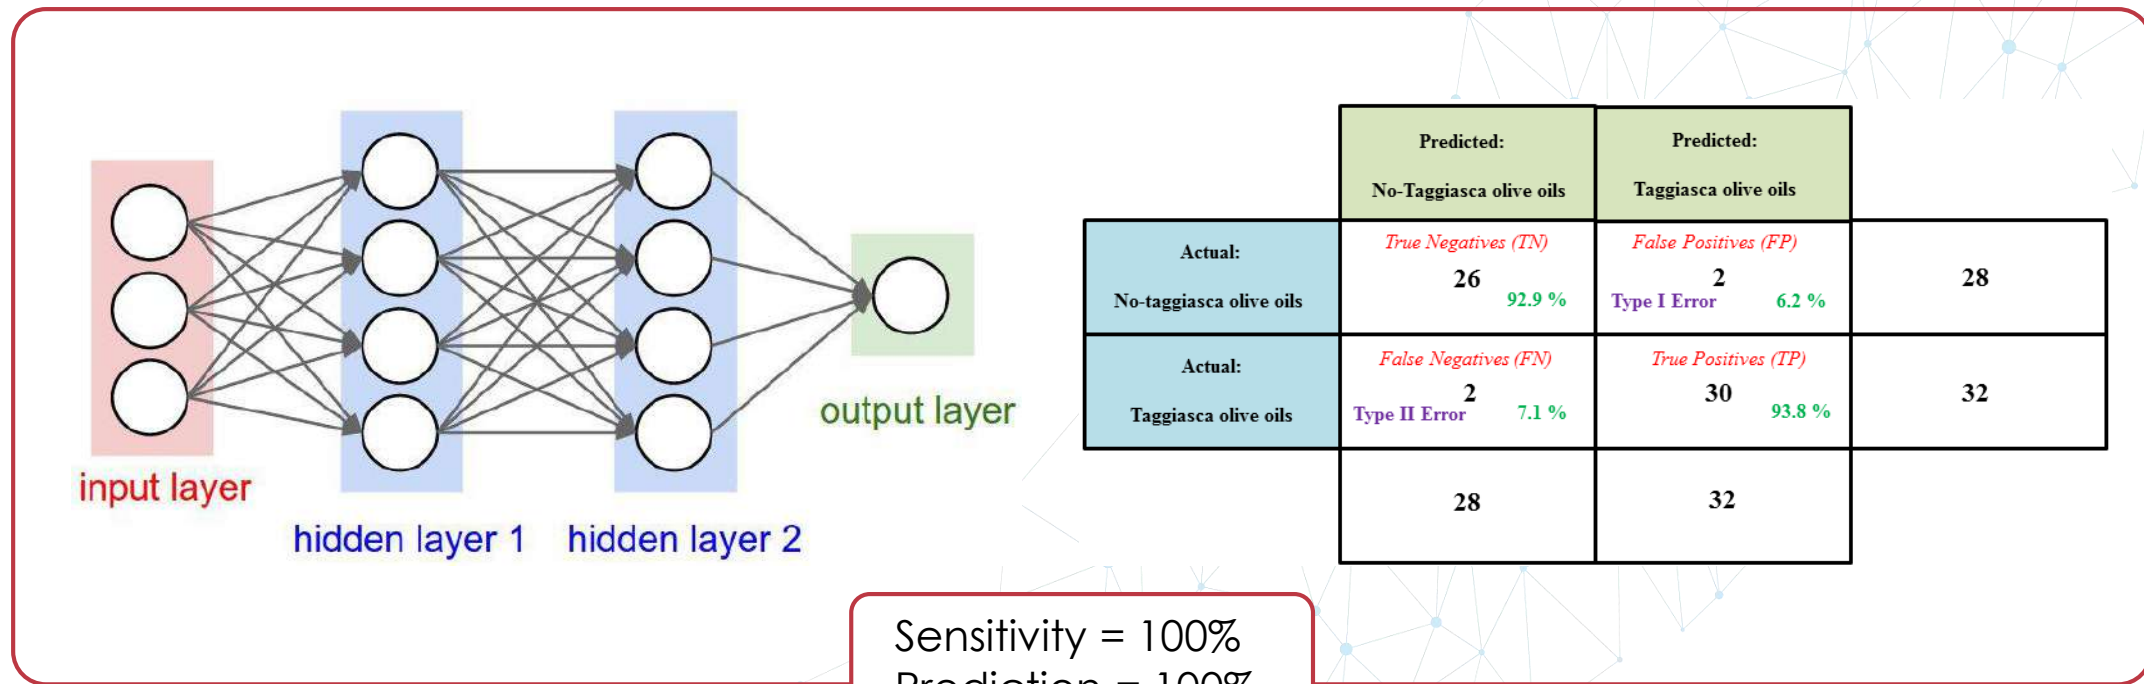 input layer
hidden layer 1
hidden layer 2
output layer
Predicted:
No-Taggiasca olive oils
Predicted:
Taggiasca olive oils
Actual:
No-taggiasca olive oils
True Negatives (TN)
26
92.9 %
False Positives (FP)
2
Type I Error
6.2 %
28
Actual:
Taggiasca olive oils
False Negatives (FN)
2
Type II Error
7.1 %
True Positives (TP)
30
93.8 %
32
28
32
Sensitivity = 100%
Prediction = 100%